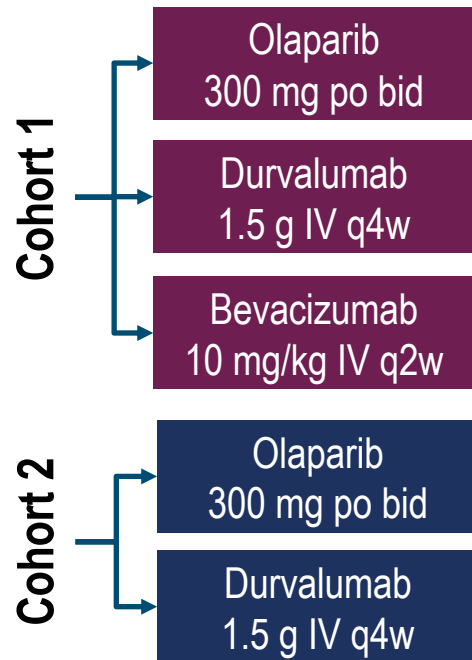 Cohort 1
Olaparib
300 mg po bid
Durvalumab
1.5 g IV q4w
Bevacizumab
10 mg/kg IV q2w
Cohort 2
Olaparib
300 mg po bid
Durvalumab
1.5 g IV q4w